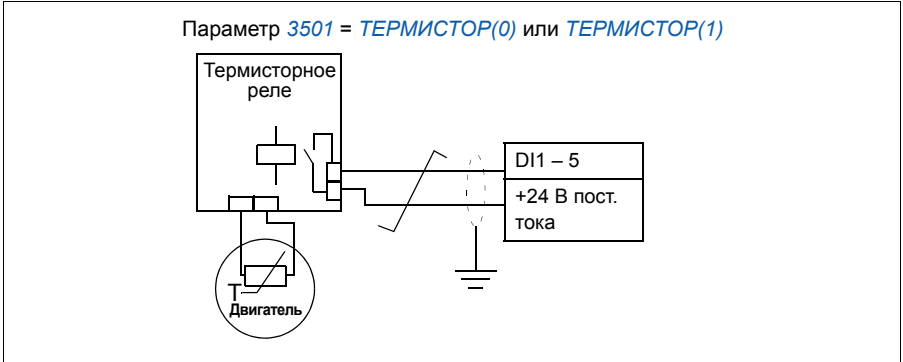 Параметр 3501 = ТЕРМИСТОР(0) или ТЕРМИСТОР(1)
Термисторное
реле
DI1 – 5
+24 В пост.
тока
T
Двигатель